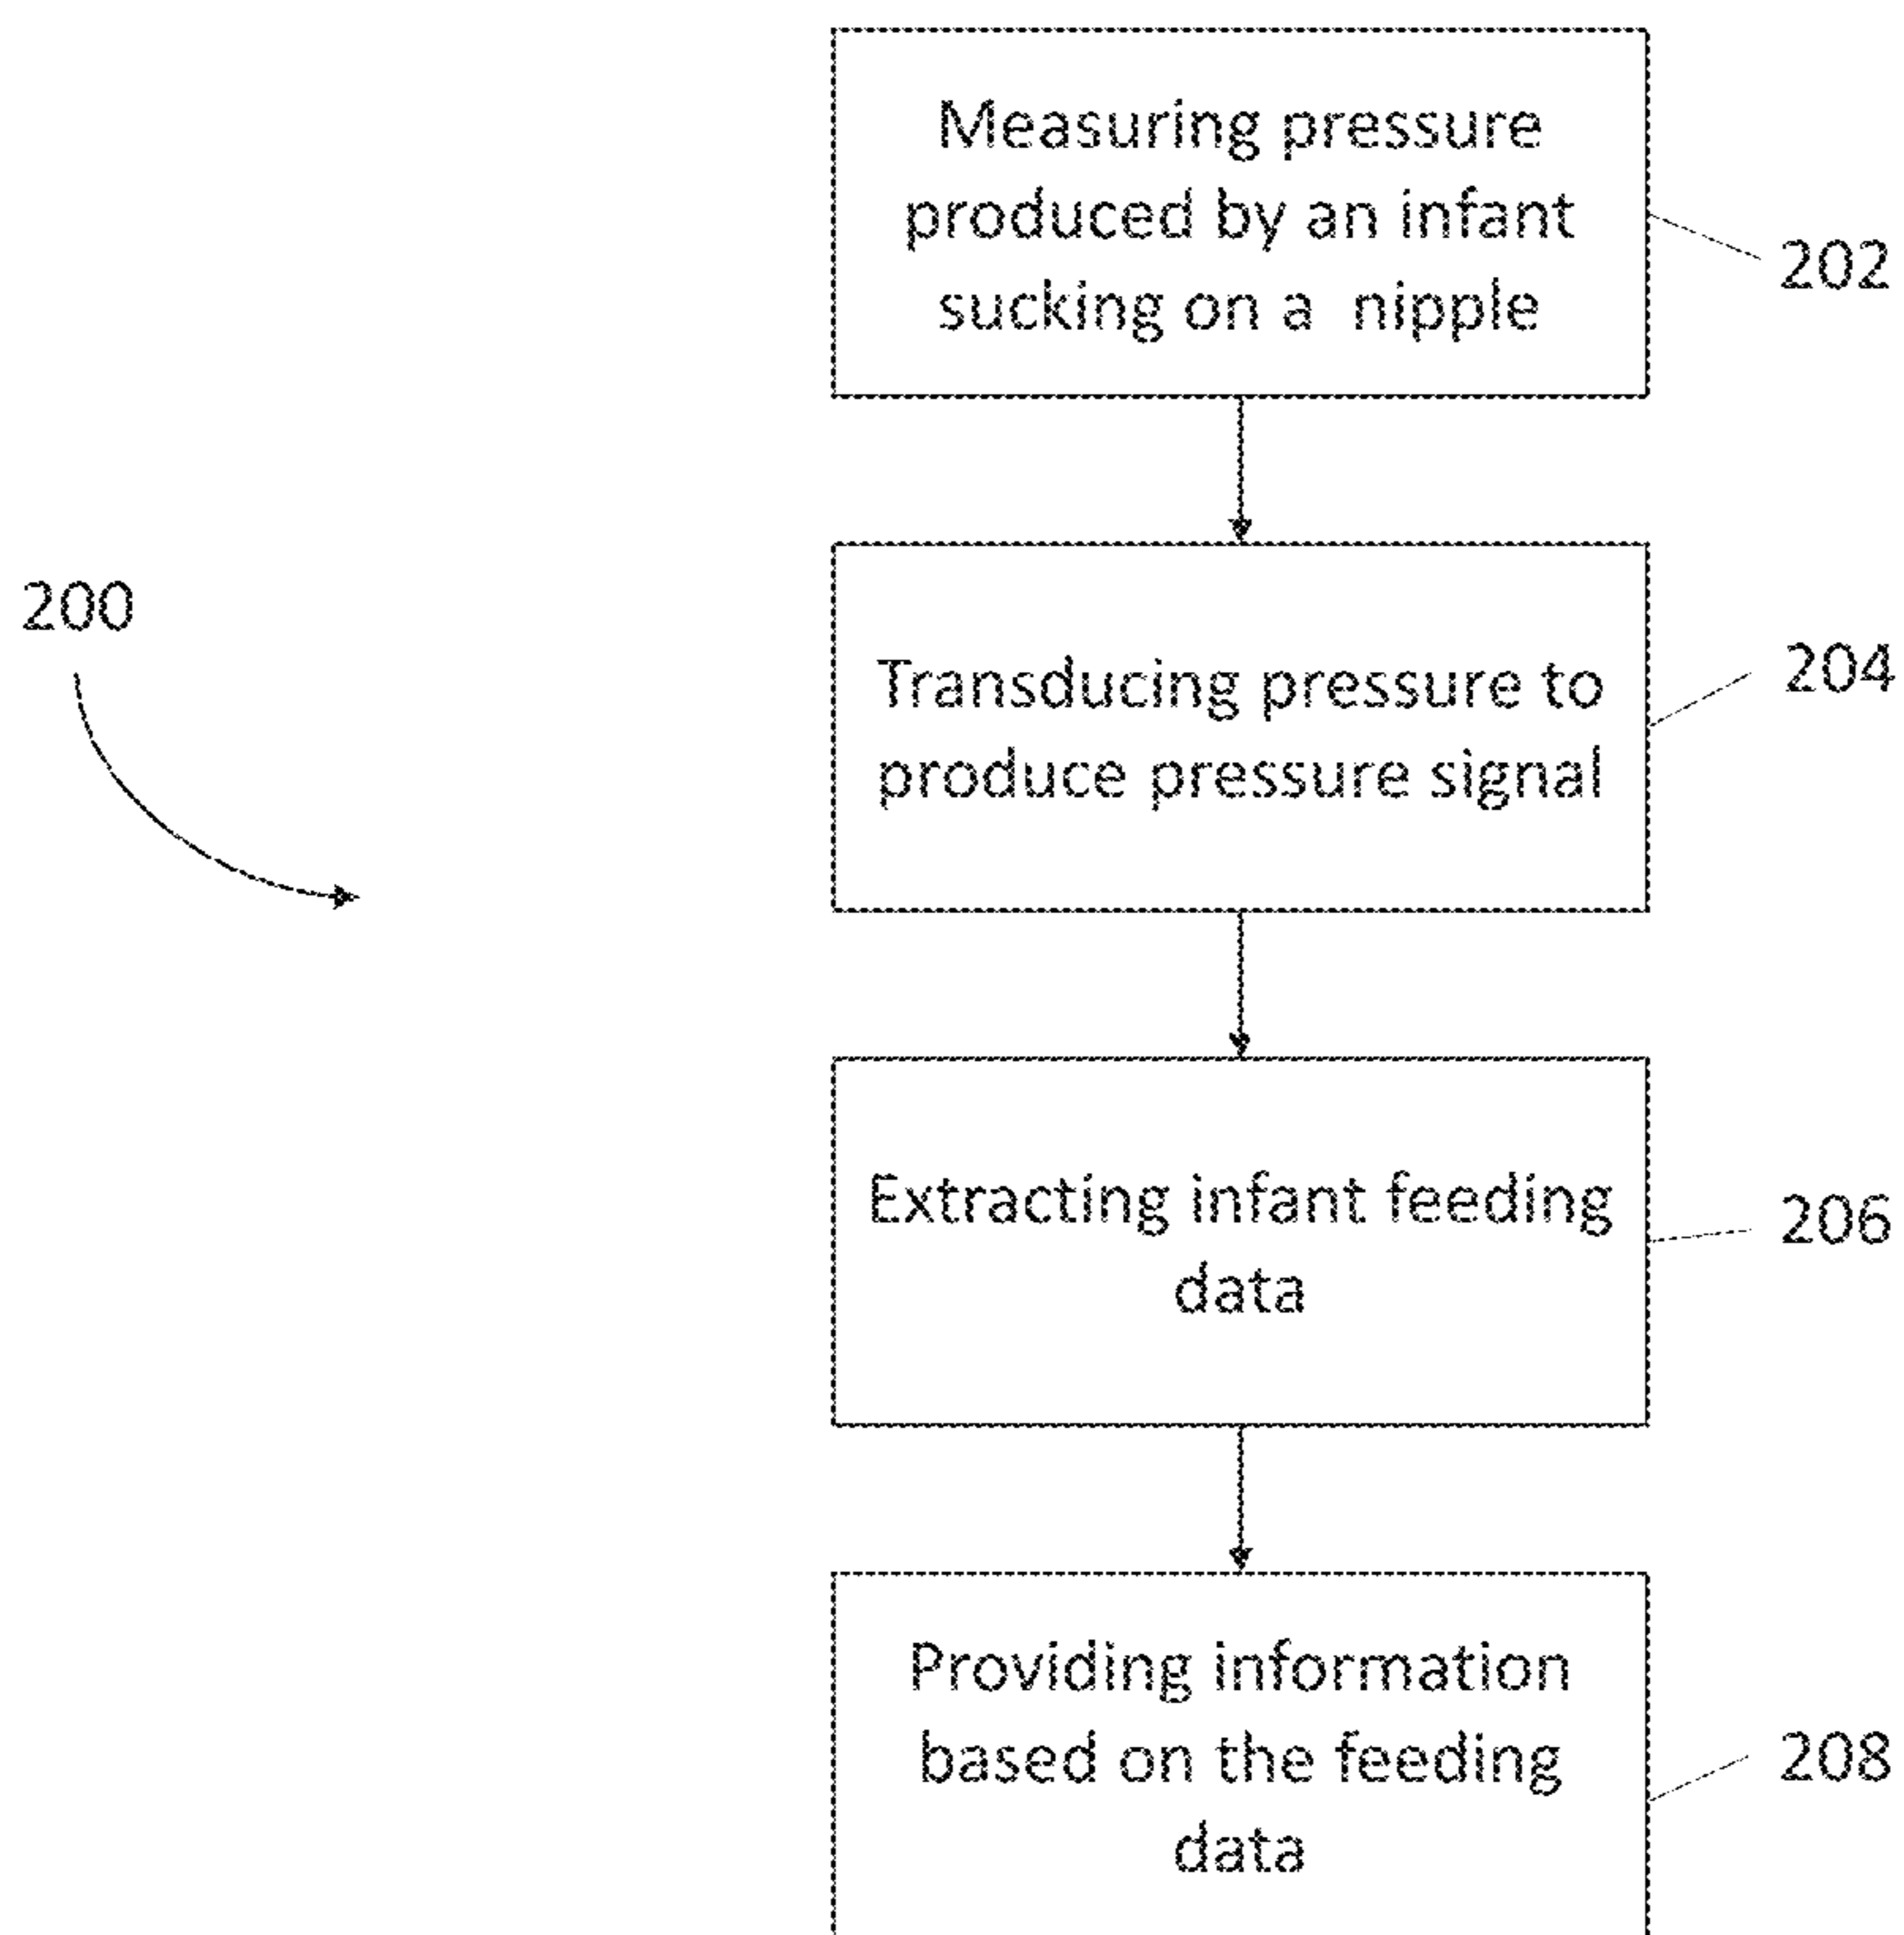 Measuring pressure
produced by an infant
sucking on a nipple
202
200
Transducing pressure to
produce pressure signal
204
Extracting infant feeding
data
206
Providing information
based on the feeding
data
208